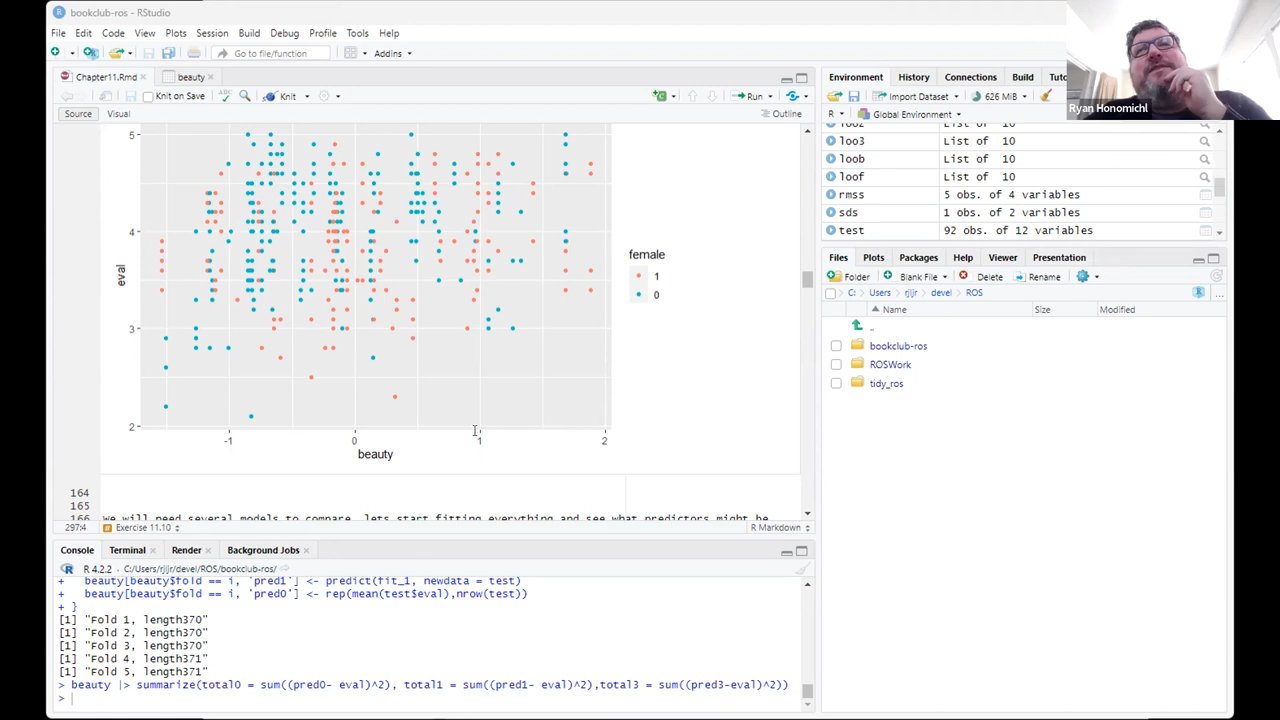 bookclub-ros - RStudio
File Edit Code View Plots Session Build Debug Profile Tools Help
Go to file/function
Addins
Ryan Honomichl
Chapter11.Rmd
beauty
Knit on Save
ABC
Knit
Run
Source
Visual
Outline
5
4
3
2
eval
-1
0
1
2
beauty
female
1
0
164
165
166
We will need several models to compare, lets start fitting everything and see what predictors might be
297:4
Exercise 11.10
R Markdown
Console
Terminal
Render
Background Jobs
R 4.2.2 · C:/Users/rjljr/devel/ROS/bookclub-ros/
+ beauty[beauty$fold == i, 'pred1'] <- predict(fit_1, newdata = test)
+ beauty[beauty$fold == i, 'pred0'] <- rep(mean(test$eval),nrow(test))
+ }
[1] "Fold 1, length370"
[1] "Fold 2, length370"
[1] "Fold 3, length370"
[1] "Fold 4, length371"
[1] "Fold 5, length371"
> beauty |> summarize(total0 = sum((pred0- eval)^2), total1 = sum((pred1- eval)^2),total3 = sum((pred3-eval)^2))
>
Environment
History
Connections
Build
Tuto
Import Dataset
626 MiB
R
Global Environment
loo2 List of 10
loo3 List of 10
loob List of 10
loof List of 10
rmss 5 obs. of 4 variables
sds 1 obs. of 2 variables
test 92 obs. of 12 variables
Files
Plots
Packages
Help
Viewer
Presentation
Folder
Blank File
Delete
Rename
C:
Users
rjljr
devel
ROS
Name
Size
Modified
..
bookclub-ros
ROSWork
tidy_ros